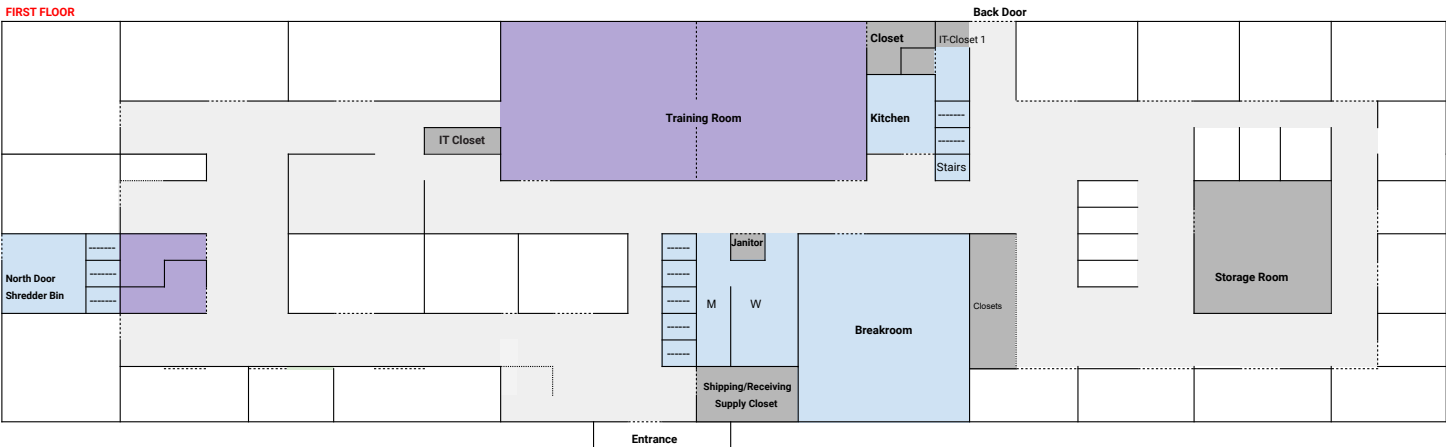 FIRST FLOOR
Back Door
Closet
IT-Closet 1
Training Room
Kitchen
IT Closet
Stairs
Janitor
North Door
Shredder Bin
Storage Room
M
W
Closets
Breakroom
Shipping/Receiving
Supply Closet
Entrance